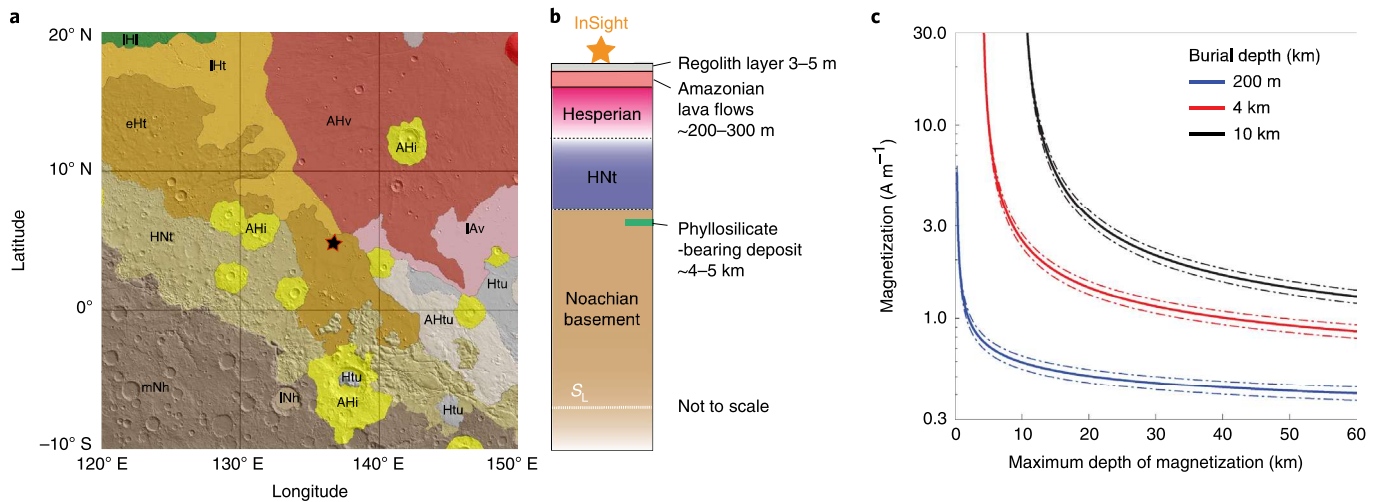 a
20° N
10° N
0°
–10° S
Latitude
lHl
lHt
eHt
AHv
AHi
HNt
AHi
lAv
Htu
AHtu
mNh
lNh
Htu
AHi
Htu
120° E
130° E
140° E
150° E
Longitude
b
InSight
Regolith layer 3–5 m
Amazonian
lava flows
~200–300 m
Hesperian
HNt
Phyllosilicate
-bearing deposit
~4–5 km
Noachian
basement
SL
Not to scale
c
Magnetization (A m⁻¹)
30.0
10.0
3.0
1.0
0.3
Burial depth (km)
200 m
4 km
10 km
0
10
20
30
40
50
60
Maximum depth of magnetization (km)